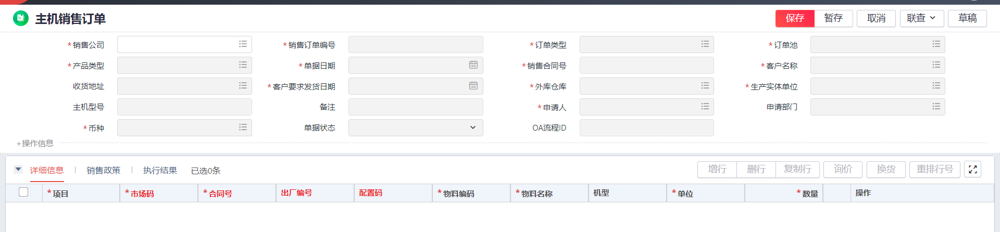 主机销售订单 保存 暂存 取消 联查 草稿
*销售公司 *销售订单编号 *订单类型 *订单池
*产品类型 *单据日期 *销售合同号 *客户名称
收货地址 *客户要求发货日期 *外库仓库 *生产实体单位
主机型号 备注 *申请人 申请部门
*币种 单据状态 OA流程ID
+操作信息
详细信息 销售政策 执行结果 已选0条 增行 删行 复制行 询价 换货 重排行号
*项目 *市场码 *合同号 出厂编号 配置码 *物料编码 *物料名称 机型 *单位 *数量 操作